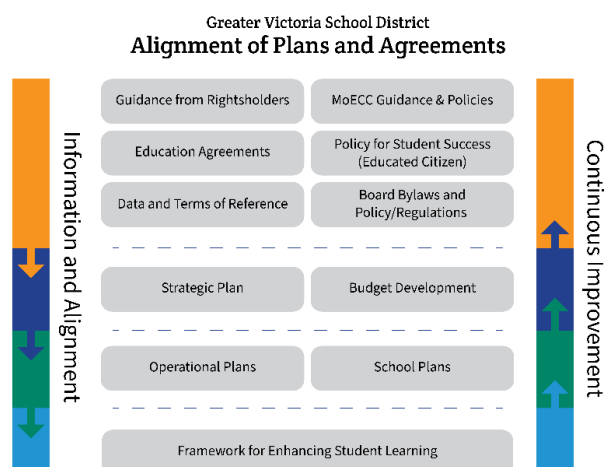 Greater Victoria School District
Alignment of Plans and Agreements
Information and Alignment
Guidance from Rightsholders
MoECC Guidance & Policies
Education Agreements
Policy for Student Success
(Educated Citizen)
Data and Terms of Reference
Board Bylaws and
Policy/Regulations
Strategic Plan
Budget Development
Operational Plans
School Plans
Framework for Enhancing Student Learning
Continuous Improvement